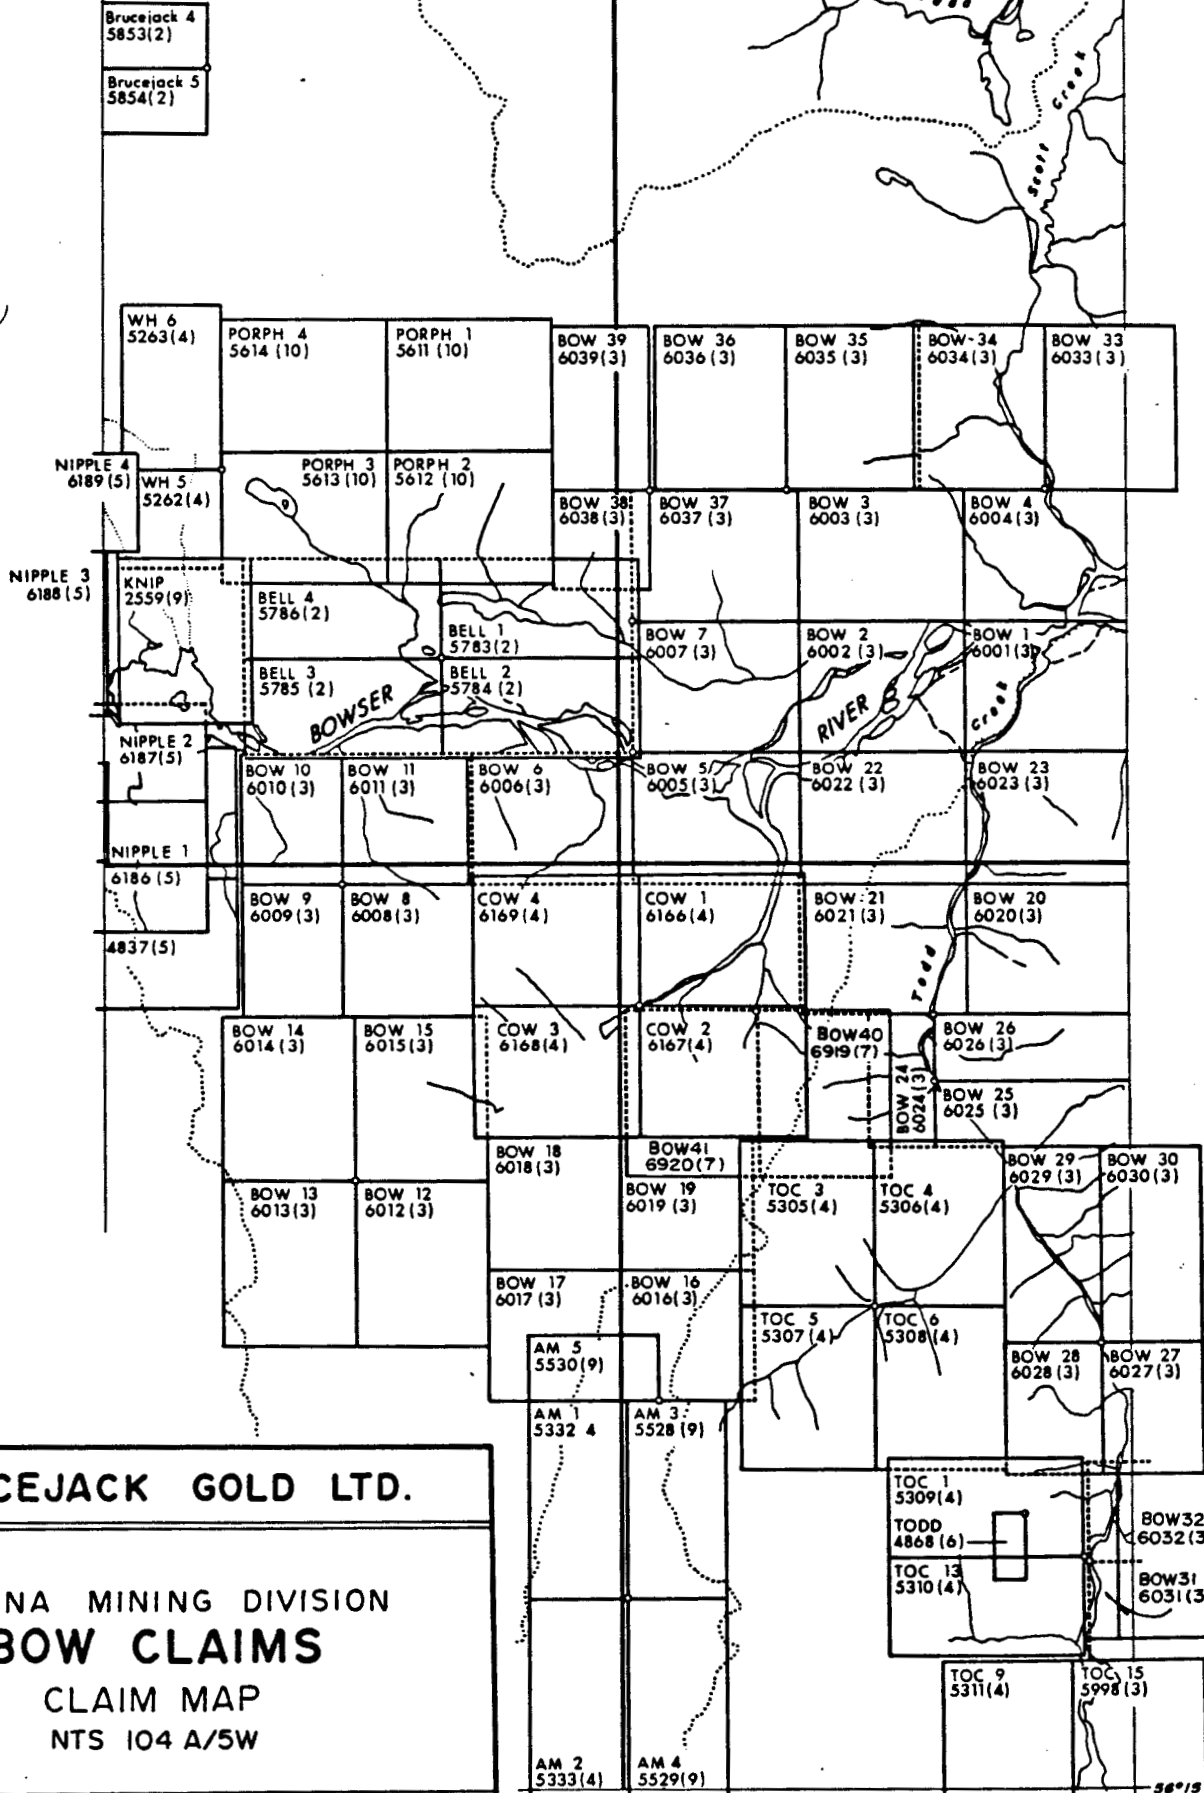 Brucejack 4
5853(2)
Brucejack 5
5854(2)
Scott Creek
WH 6
5263(4)
PORPH 4
5614 (10)
PORPH 1
5611 (10)
BOW 39
6039(3)
BOW 36
6036 (3)
BOW 35
6035 (3)
BOW-34
6034(3)
BOW 33
6033 (3)
NIPPLE 4
6189(5)
WH 5
5262(4)
PORPH 3
5613 (10)
PORPH 2
5612 (10)
BOW 38
6038(3)
BOW 37
6037 (3)
BOW 3
6003 (3)
BOW 4
6004(3)
NIPPLE 3
6188 (5)
KNIP
2559(9)
BELL 4
5786(2)
BELL 1
5783(2)
BOW 7
6007 (3)
BOW 2
6002 (3)
BOW 1
6001(3)
BELL 3
5785 (2)
BELL 2
5784 (2)
BOWSER
RIVER
Creek
NIPPLE 2
6187(5)
BOW 10
6010(3)
BOW 11
6011 (3)
BOW 6
6006(3)
BOW 5
6005(3)
BOW 22
6022 (3)
BOW 23
6023 (3)
NIPPLE 1
6186 (5)
BOW 9
6009(3)
BOW 8
6008(3)
COW 4
6169(4)
COW 1
6166(4)
BOW 21
6021(3)
BOW 20
6020(3)
4837(5)
Todd
BOW 14
6014(3)
BOW 15
6015(3)
COW 3
6168(4)
COW 2
6167(4)
BOW40
6919(7)
BOW 24
6024(3)
BOW 26
6026(3)
BOW 25
6025 (3)
BOW 18
6018(3)
BOW41
6920(7)
BOW 29
6029 (3)
BOW 30
6030(3)
BOW 13
6013(3)
BOW 12
6012(3)
BOW 19
6019 (3)
TOC 3
5305(4)
TOC 4
5306(4)
BOW 17
6017 (3)
BOW 16
6016(3)
TOC 5
5307 (4)
TOC 6
5308(4)
AM 5
5530(9)
BOW 28
6028(3)
BOW 27
6027(3)
AM 1
5332 4
AM 3
5528(9)
CEJACK GOLD LTD.
TOC 1
5309(4)
TODD
4868(6)
BOW32
6032(3
TOC 13
5310(4)
BOW31
6031(3
NA MINING DIVISION
BOW CLAIMS
CLAIM MAP
NTS 104 A/5W
TOC 9
5311(4)
TOC 15
5998(3)
AM 2
5333(4)
AM 4
5529(9)
56°15